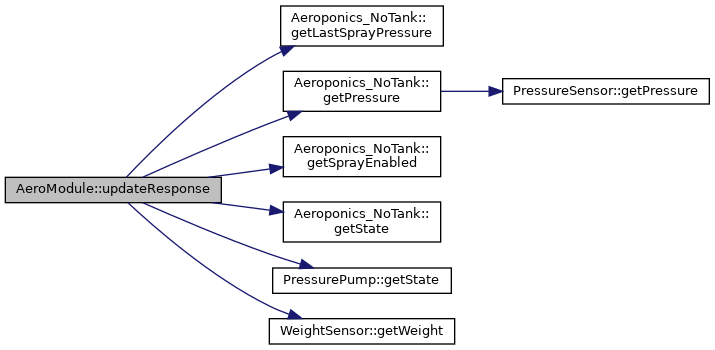 Aeroponics_NoTank::
getLastSprayPressure
Aeroponics_NoTank::
getPressure
PressureSensor::getPressure
Aeroponics_NoTank::
getSprayEnabled
AeroModule::updateResponse
Aeroponics_NoTank::
getState
PressurePump::getState
WeightSensor::getWeight